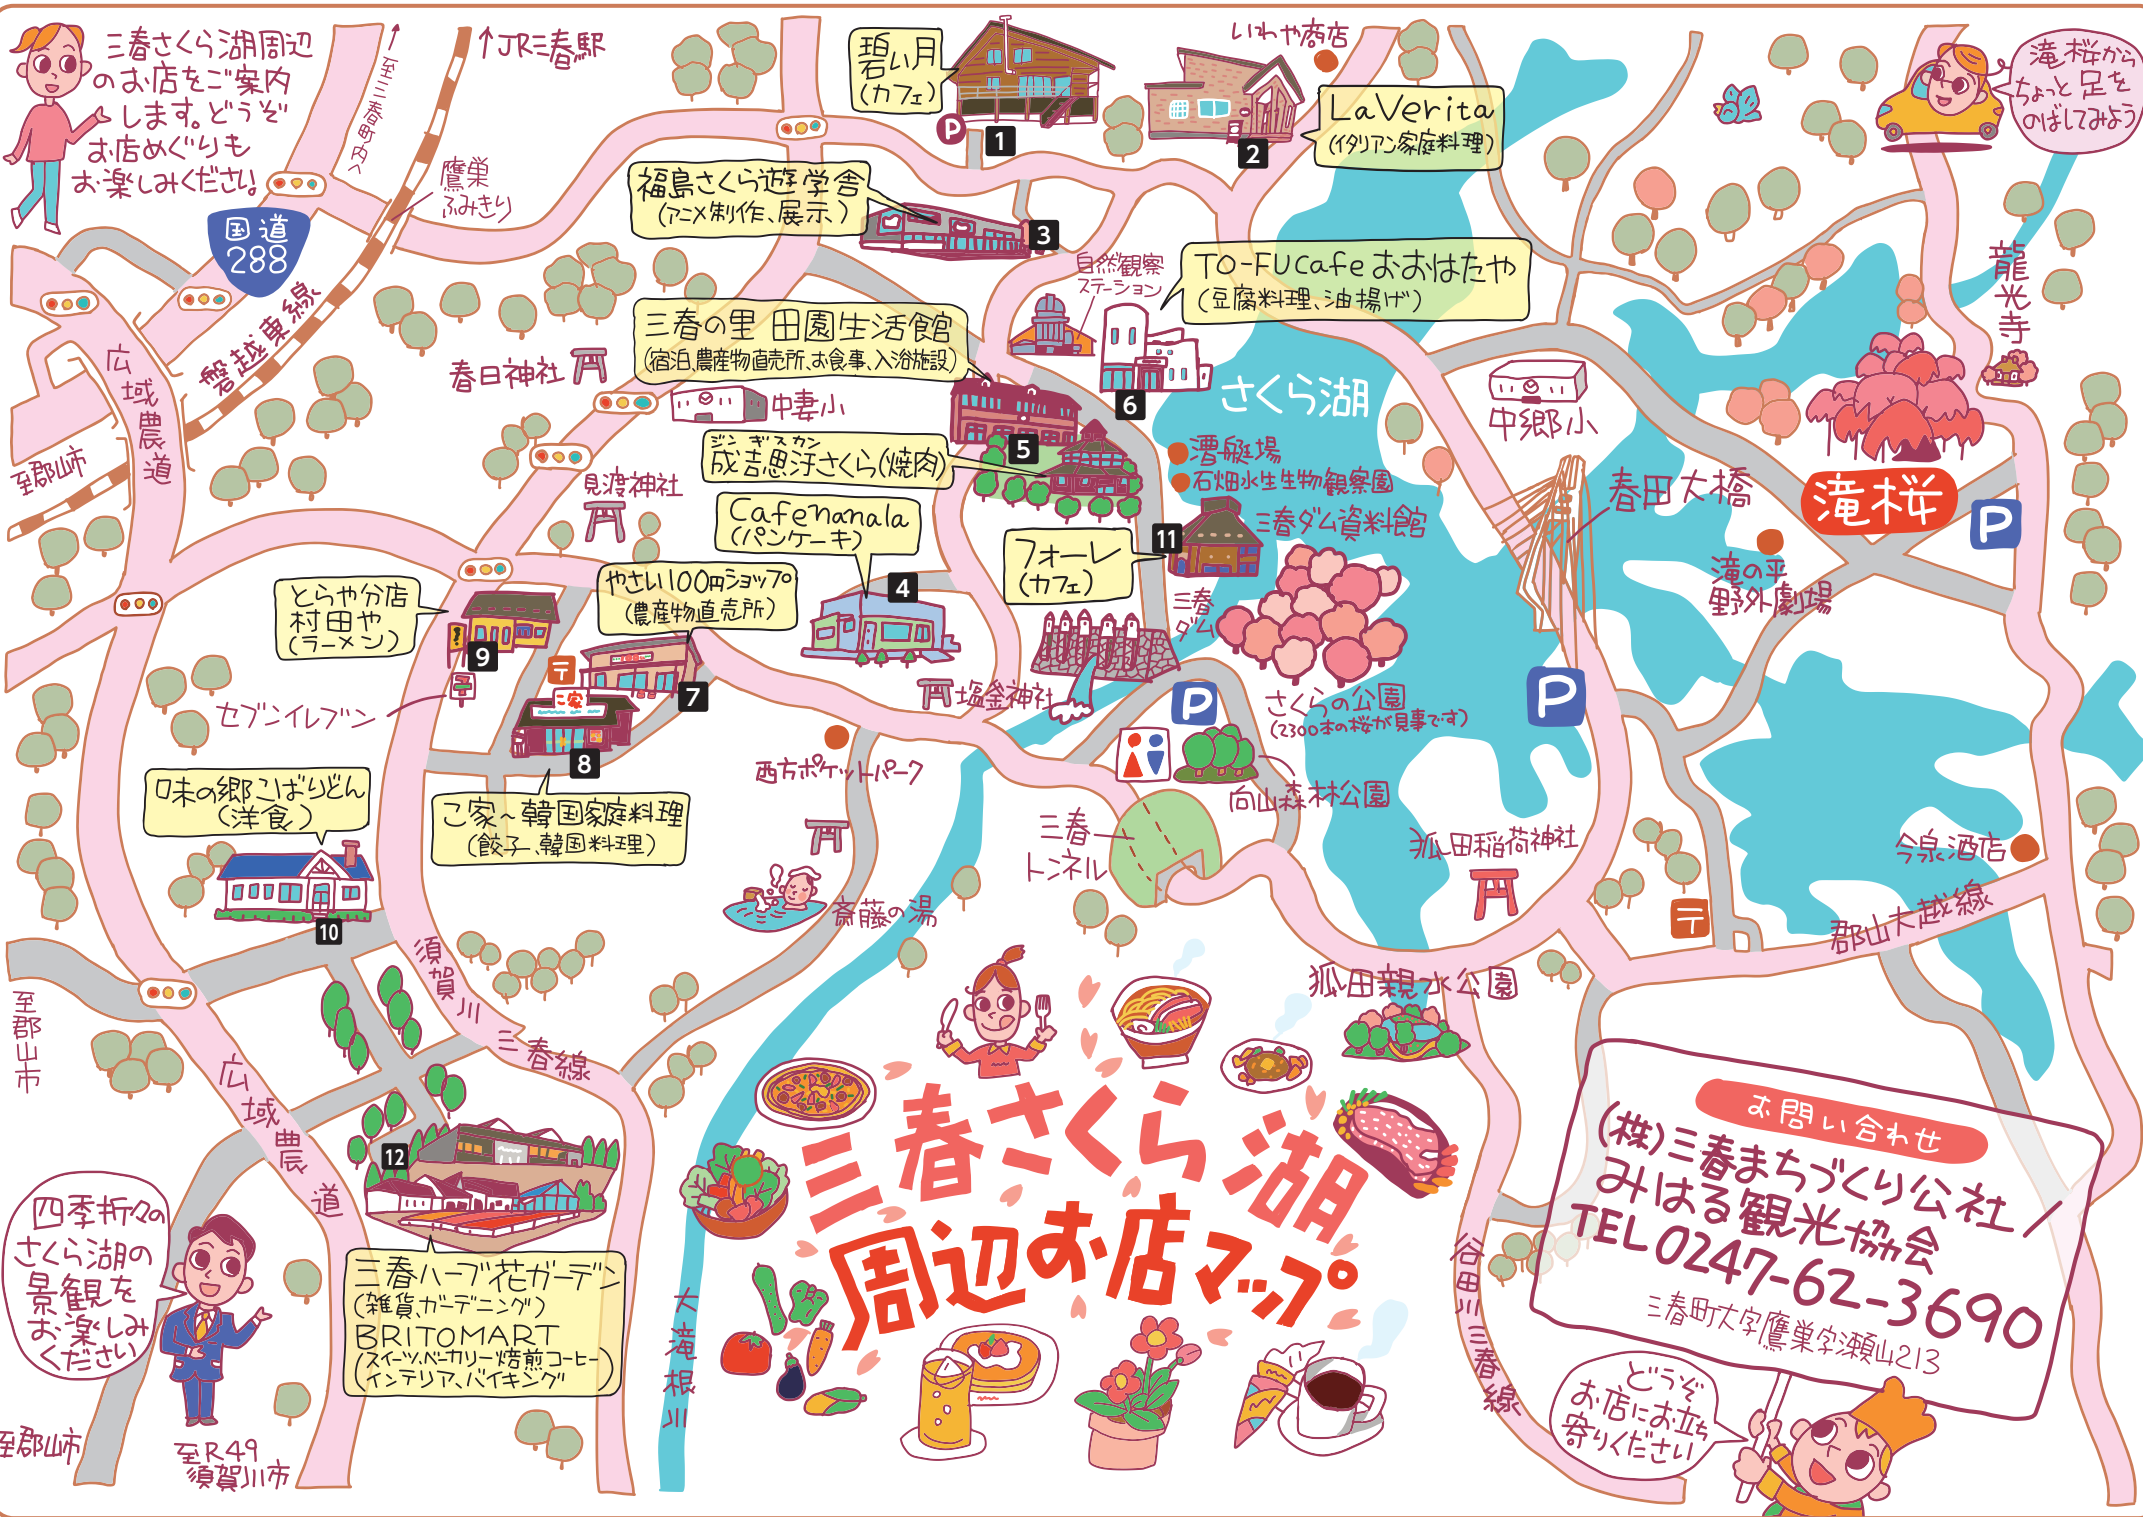 三春さくら湖周辺
のお店をご案内
します。どうぞ
お店めぐりも
お楽しみください。
至三春町内へ
↑JR三春駅
鷹巣
ふみきり
国道
288
磐越東線
広域農道
至郡山市
碧い月
(カフェ)
P
1
いわや商店
LaVerita
(イタリアン家庭料理)
2
滝桜から
ちょっと足を
のばしてみよう
福島さくら遊学舎
(アニメ制作、展示、)
3
自然観察
ステーション
TO-FUCafeおおはたや
(豆腐料理、油揚げ)
6
龍光寺
三春の里 田園生活館
(宿泊、農産物直売所、お食事、入浴施設)
春日神社
中妻小
さくら湖
中郷小
5
ジンギスカン
成吉思汗さくら(焼肉)
漕艇場
石畑水生生物観察園
三春ダム資料館
春田大橋
滝桜
P
見渡神社
Cafenanala
(パンケーキ)
4
フォーレ
(カフェ)
11
滝の平
野外劇場
とらや分店
村田や
(ラーメン)
9
やさい100円ショップ
(農産物直売所)
7
三春
ダム
〒
こ家
セブンイレブン
塩釜神社
P
さくらの公園
(2300本の桜が見事です)
P
8
西方ポケットパーク
向山森林公園
味の郷こばりどん
(洋食)
10
こ家～韓国家庭料理
(餃子、韓国料理)
三春
トンネル
狐田稲荷神社
今泉酒店
斎藤の湯
〒
郡山大越線
須賀川三春線
狐田親水公園
至郡山市
広域農道
12
三春さくら湖
周辺お店マップ
お問い合わせ
(株)三春まちづくり公社/
みはる観光協会
TEL0247-62-3690
三春町大字鷹巣字瀬山213
四季折々の
さくら湖の
景観を
お楽しみ
ください
三春ハーブ花ガーデン
(雑貨、ガーデニング)
BRITOMART
(スイーツ、ベーカリー、焙煎コーヒー
インテリア、バイキング)
大滝根川
谷田川三春線
どうぞ
お店にお立ち
寄りください
至郡山市
至R49
須賀川市